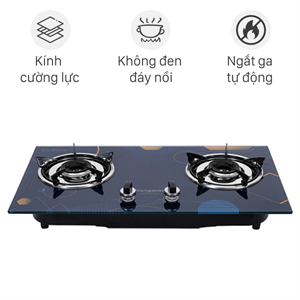 Kính
cường lực
Không đen
đáy nồi
Ngắt ga
tự động